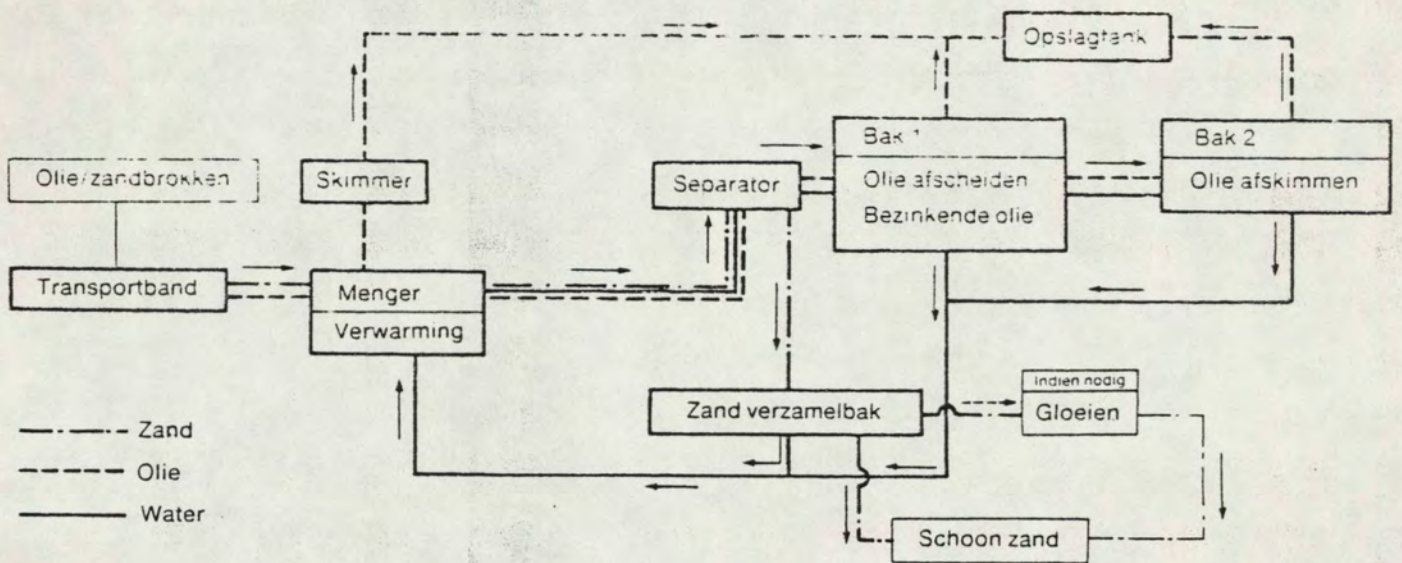 Opslagtank
Bak 1
Bak 2
Olie/zandbrokken
Skimmer
Separator
Olie afscheiden
Olie afskimmen
Bezinkende olie
Transportband
Menger
Verwarming
Indien nodig
Zand verzamelbak
Gloeien
Zand
Olie
Water
Schoon zand